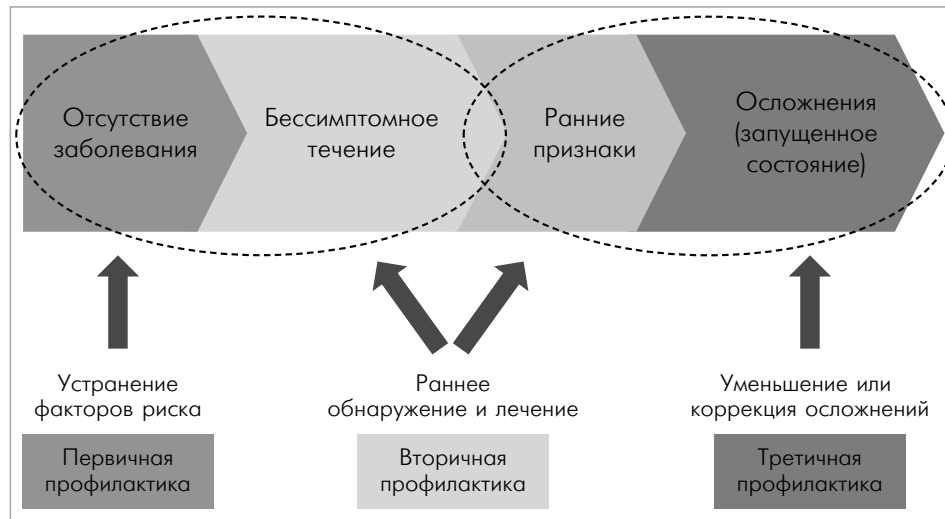 Отсутствие
заболевания
Бессимптомное
течение
Ранние
признаки
Осложнения
(запущенное
состояние)
Устранение
факторов риска
Раннее
обнаружение и лечение
Уменьшение или
коррекция осложнений
Первичная
профилактика
Вторичная
профилактика
Третичная
профилактика